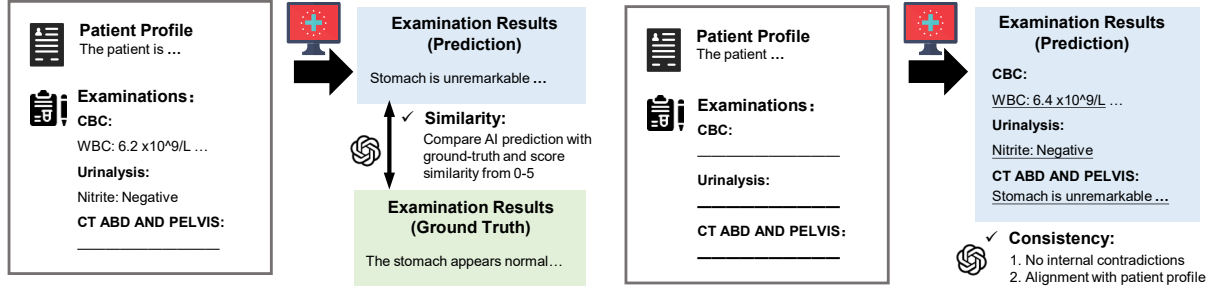 Patient Profile
The patient is ...
Examinations:
CBC:
WBC: 6.2 x10^9/L ...
Urinalysis:
Nitrite: Negative
CT ABD AND PELVIS:
Examination Results
(Prediction)
Stomach is unremarkable ...
✓ Similarity:
Compare AI prediction with
ground-truth and score
similarity from 0-5
Examination Results
(Ground Truth)
The stomach appears normal...
Patient Profile
The patient ...
Examinations:
CBC:
Urinalysis:
CT ABD AND PELVIS:
Examination Results
(Prediction)
CBC:
WBC: 6.4 x10^9/L ...
Urinalysis:
Nitrite: Negative
CT ABD AND PELVIS:
Stomach is unremarkable ...
✓ Consistency:
1. No internal contradictions
2. Alignment with patient profile